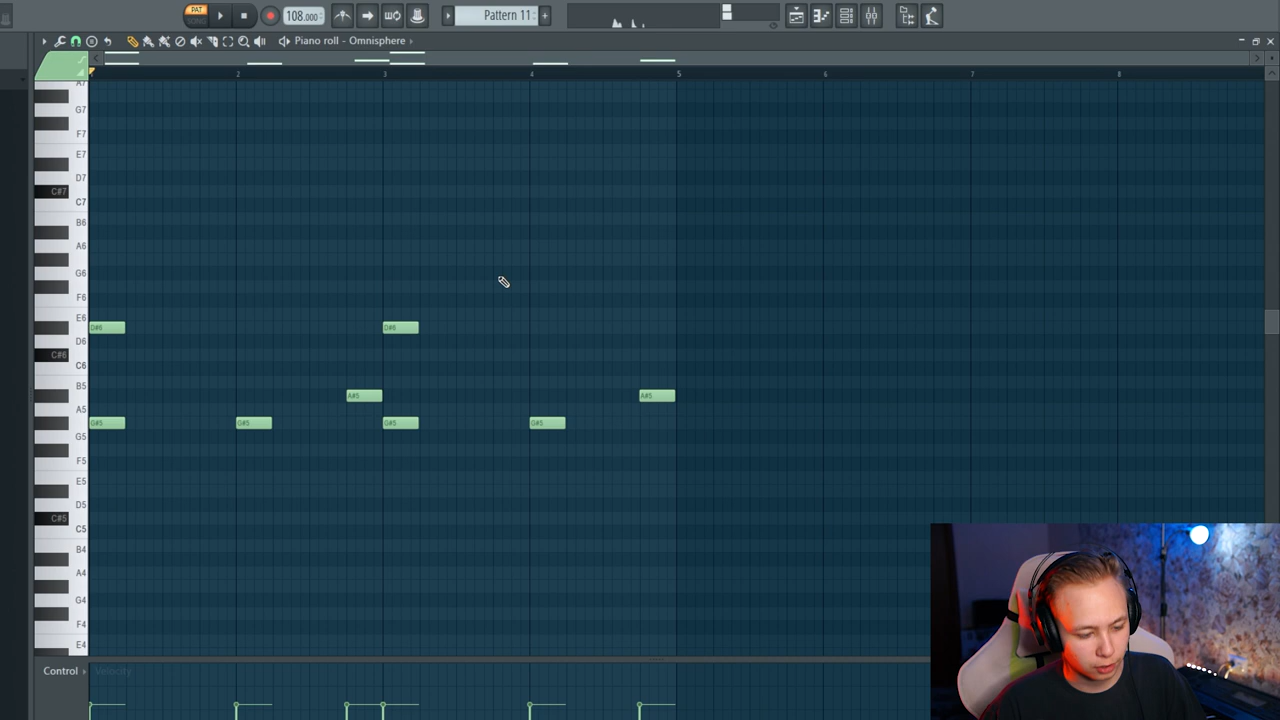 PAT
SONG
108.000
Pattern 11
+
Piano roll - Omnisphere
2
3
4
5
6
7
8
A7
G7
F7
E7
D7
C#7
C7
B6
A6
G6
F6
E6
D#6
D#6
D6
C#6
C6
B5
A#5
A#5
A5
G#5
G#5
G#5
G#5
G5
F5
E5
D5
C#5
C5
B4
A4
G4
F4
E4
Control
Velocity